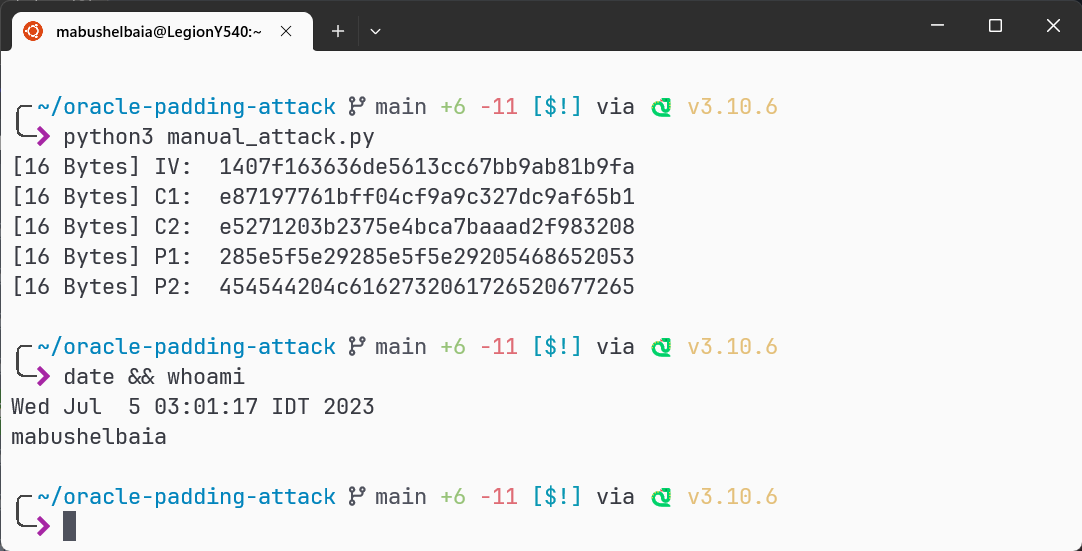 mabushelbaia@LegionY540:~
~/oracle-padding-attack main +6 -11 [$!] via v3.10.6
python3 manual_attack.py
[16 Bytes] IV:  1407f163636de5613cc67bb9ab81b9fa
[16 Bytes] C1:  e87197761bff04cf9a9c327dc9af65b1
[16 Bytes] C2:  e5271203b2375e4bca7baaad2f983208
[16 Bytes] P1:  285e5f5e29285e5f5e29205468652053
[16 Bytes] P2:  454544204c6162732061726520677265
~/oracle-padding-attack main +6 -11 [$!] via v3.10.6
date && whoami
Wed Jul  5 03:01:17 IDT 2023
mabushelbaia
~/oracle-padding-attack main +6 -11 [$!] via v3.10.6